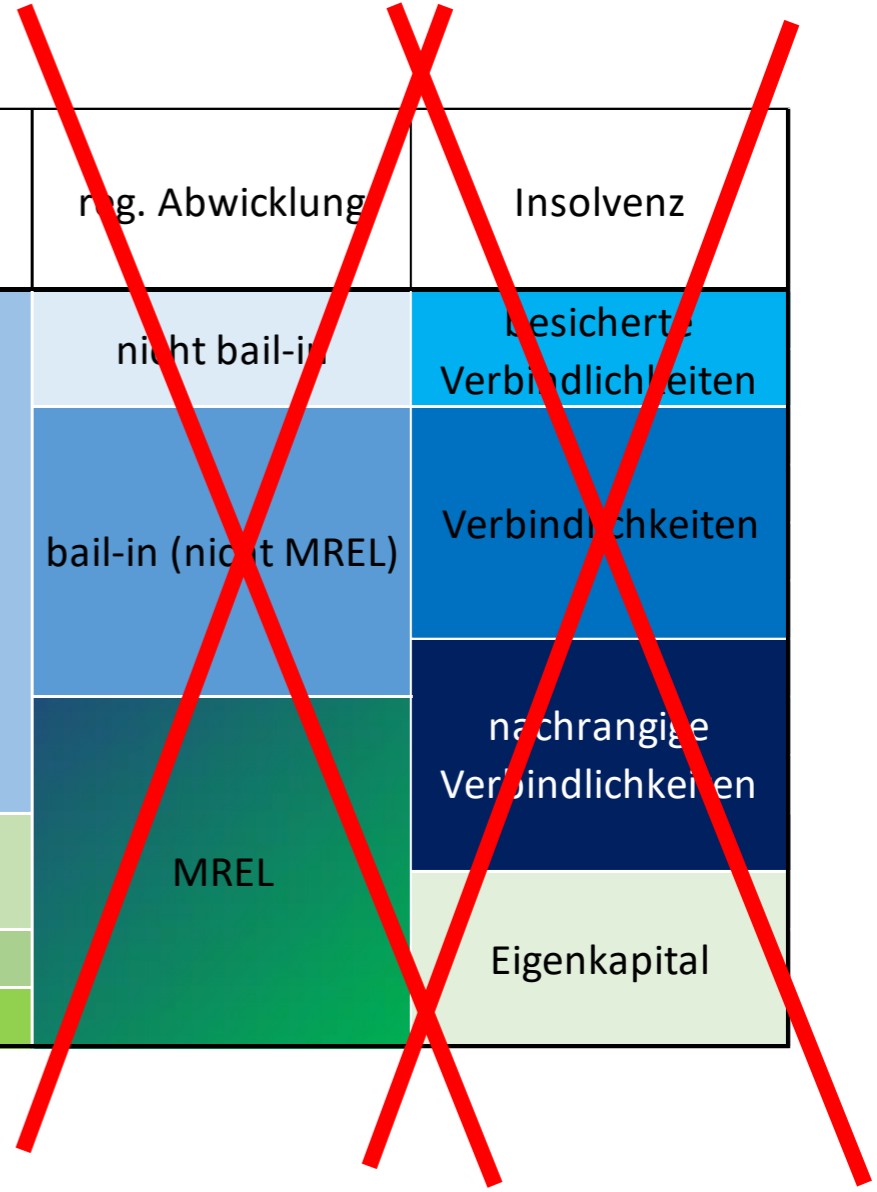 reg. Abwicklung
Insolvenz
nicht bail-in
besicherte
Verbindlichkeiten
bail-in (nicht MREL)
Verbindlichkeiten
MREL
nachrangige
Verbindlichkeiten
Eigenkapital